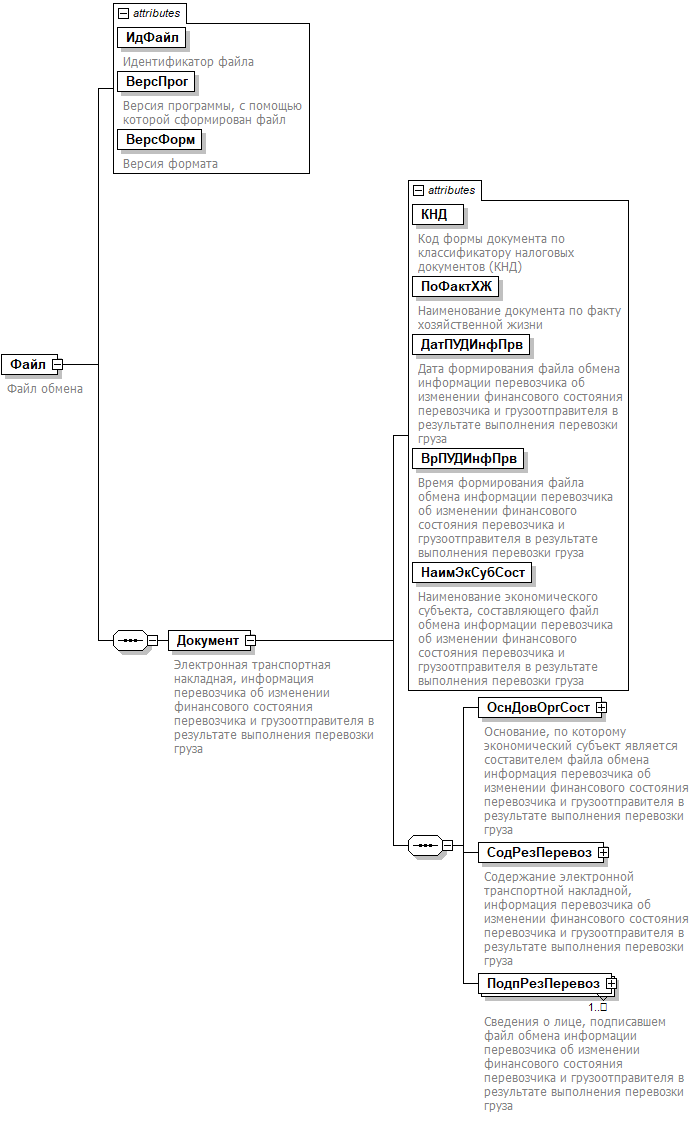 attributes
ИдФайл
Идентификатор файла
ВерсПрог
Версия программы, с помощью
которой сформирован файл
ВерсФорм
Версия формата
Файл
Файл обмена
attributes
КНД
Код формы документа по
классификатору налоговых
документов (КНД)
ПоФактХЖ
Наименование документа по факту
хозяйственной жизни
ДатПУДИнфПрв
Дата формирования файла обмена
информации перевозчика об
изменении финансового состояния
перевозчика и грузоотправителя в
результате выполнения перевозки
груза
ВрПУДИнфПрв
Время формирования файла
обмена информации перевозчика
об изменении финансового
состояния перевозчика и
грузоотправителя в результате
выполнения перевозки груза
НаимЭкСубСост
Наименование экономического
субъекта, составляющего файл
обмена информации перевозчика
об изменении финансового
состояния перевозчика и
грузоотправителя в результате
выполнения перевозки груза
Документ
Электронная транспортная
накладная, информация
перевозчика об изменении
финансового состояния
перевозчика и грузоотправителя в
результате выполнения перевозки
груза
ОснДовОргСост
Основание, по которому
экономический субъект является
составителем файла обмена
информация перевозчика об
изменении финансового состояния
перевозчика и грузоотправителя в
результате выполнения перевозки
груза
СодРезПеревоз
Содержание электронной
транспортной накладной,
информация перевозчика об
изменении финансового состояния
перевозчика и грузоотправителя в
результате выполнения перевозки
груза
ПодпРезПеревоз
1..□
Сведения о лице, подписавшем
файл обмена информации
перевозчика об изменении
финансового состояния
перевозчика и грузоотправителя в
результате выполнения перевозки
груза